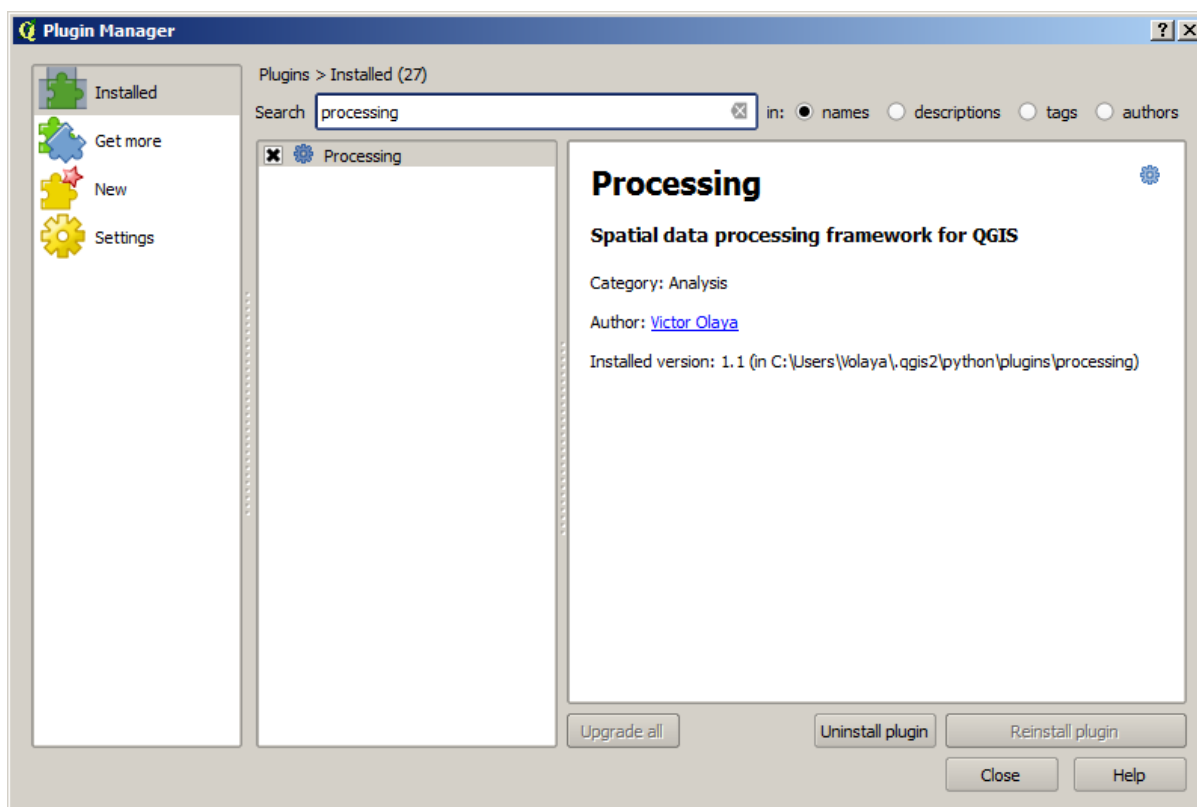 Plugin Manager
Installed
Get more
New
Settings
Plugins > Installed (27)
Search processing in: names descriptions tags authors
Processing
Processing
Spatial data processing framework for QGIS
Category: Analysis
Author: Victor Olaya
Installed version: 1.1 (in C:\Users\Volaya\.qgis2\python\plugins\processing)
Upgrade all Uninstall plugin Reinstall plugin
Close Help